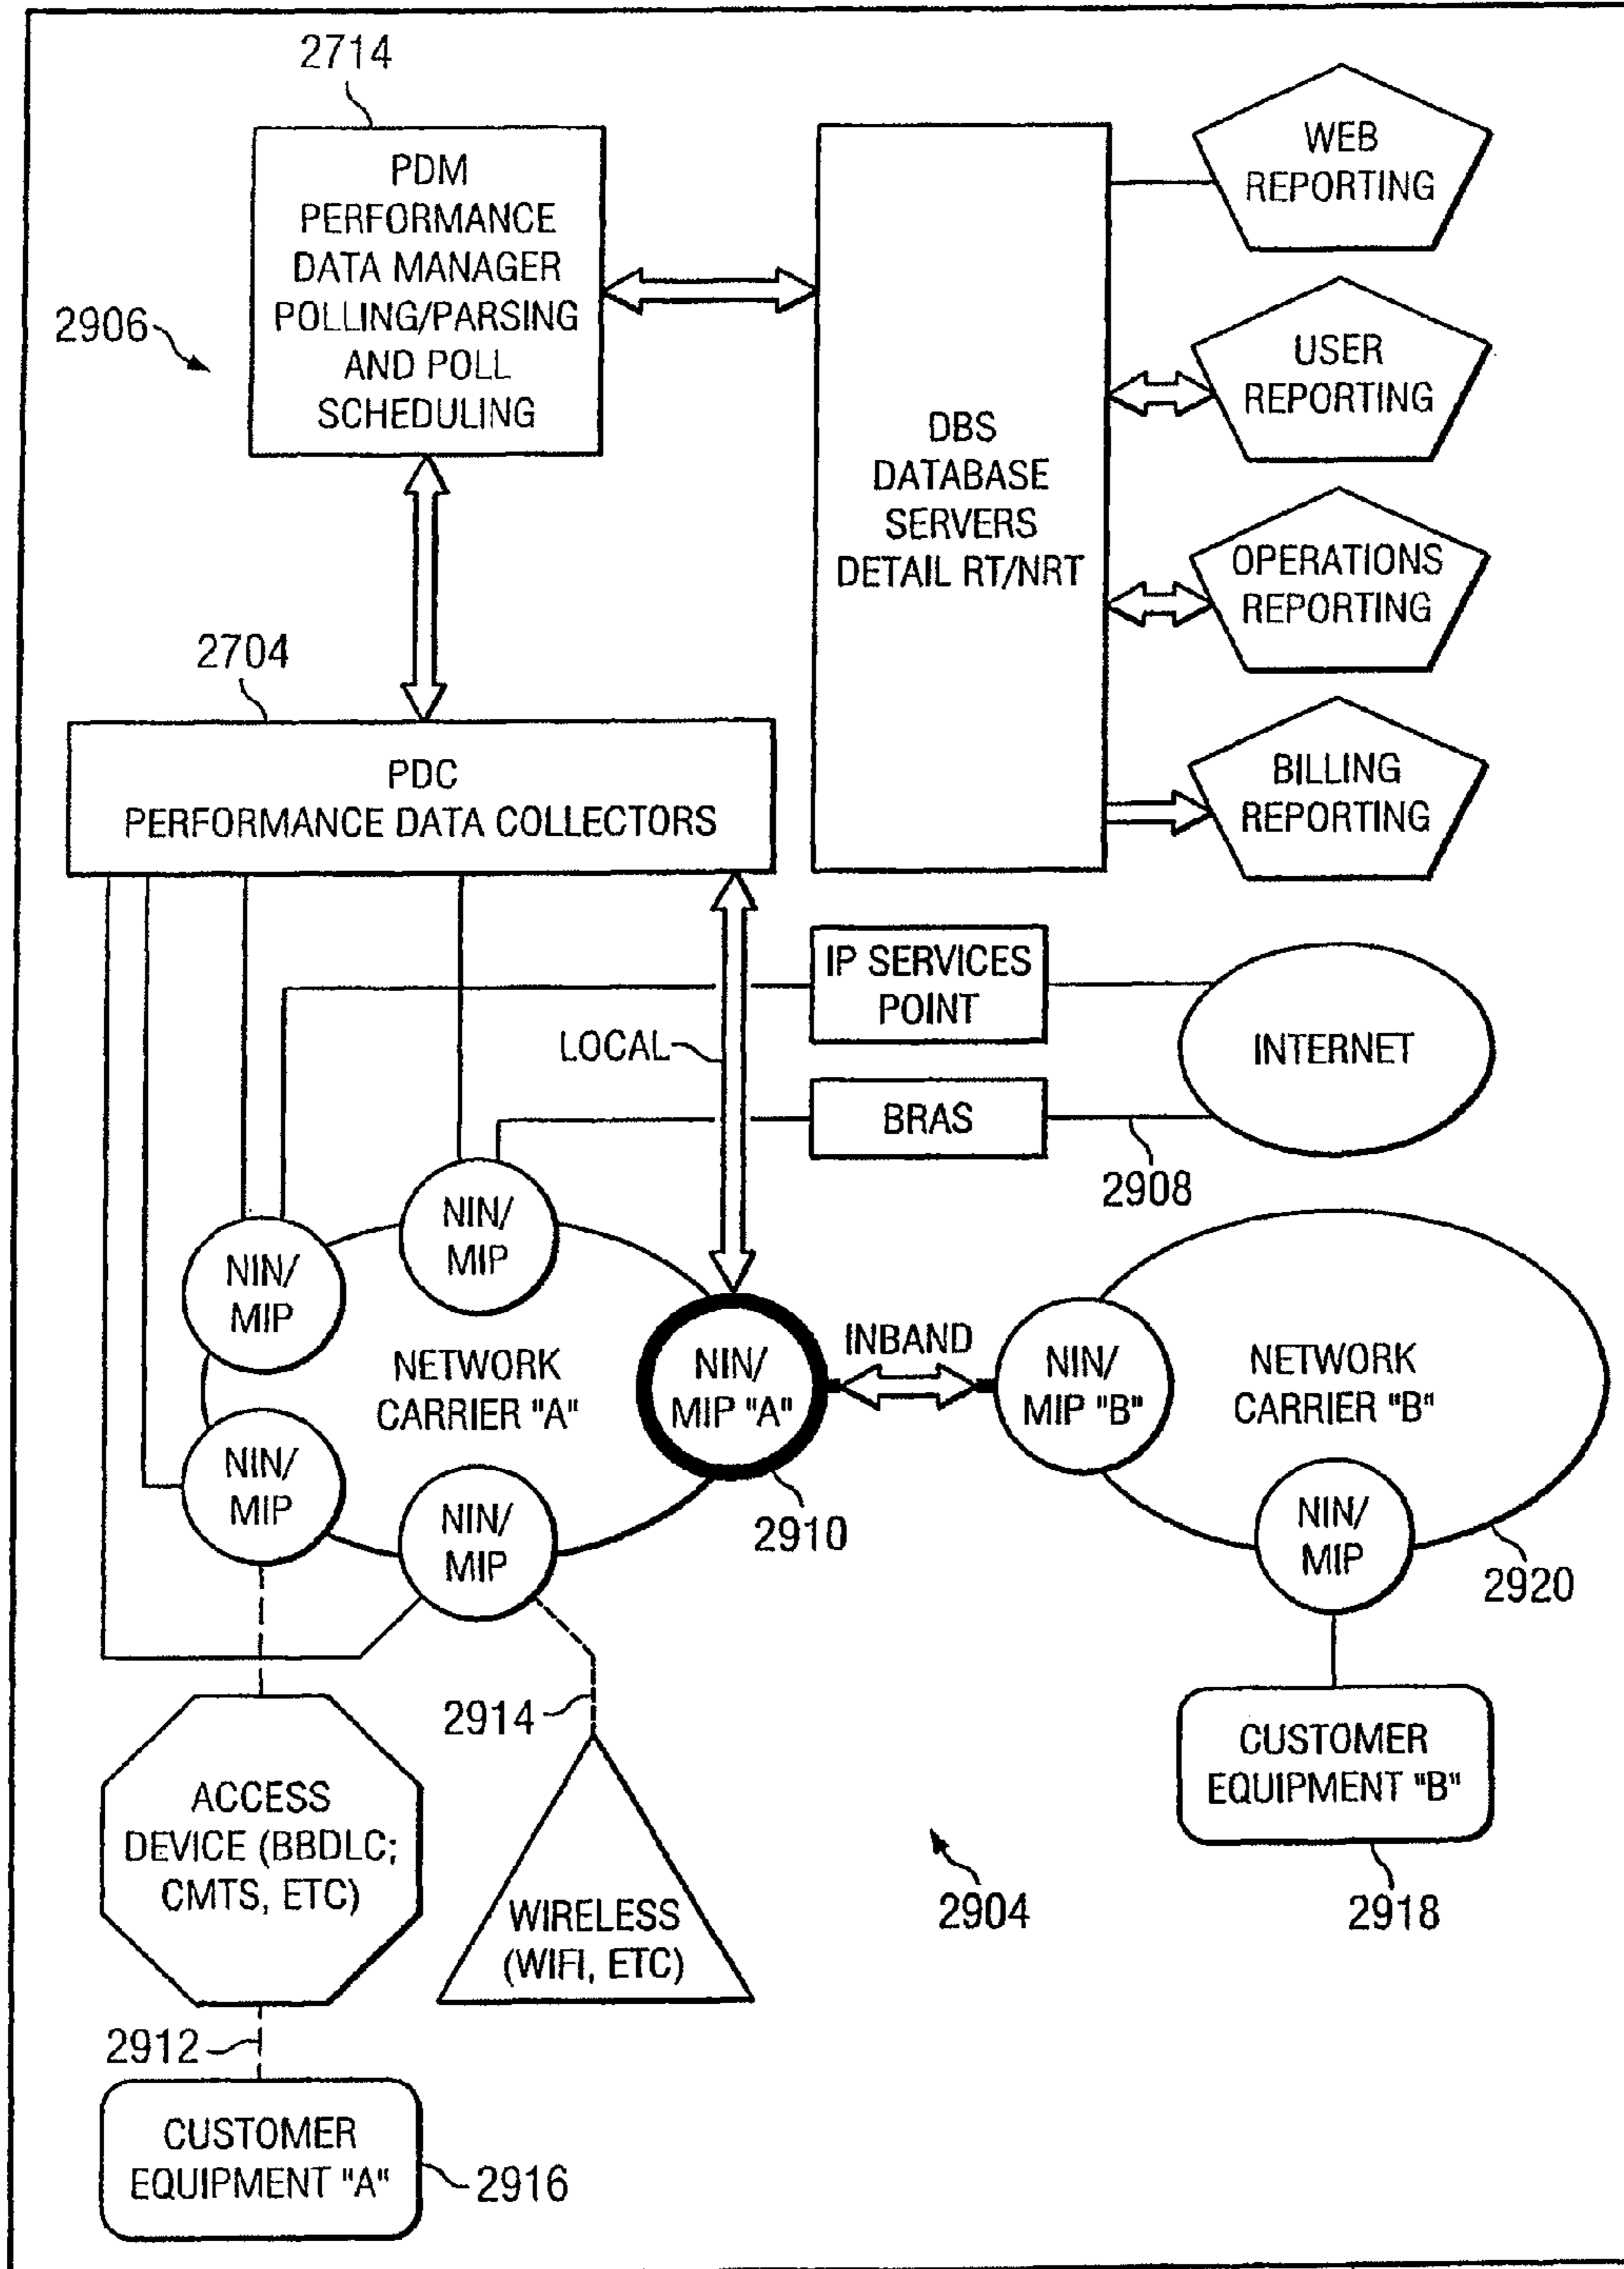 2714
PDM
PERFORMANCE
DATA MANAGER
POLLING/PARSING
AND POLL
SCHEDULING
2906
DBS
DATABASE
SERVERS
DETAIL RT/NRT
WEB
REPORTING
USER
REPORTING
OPERATIONS
REPORTING
BILLING
REPORTING
2704
PDC
PERFORMANCE DATA COLLECTORS
IP SERVICES
POINT
INTERNET
LOCAL
BRAS
2908
NIN/
MIP
NIN/
MIP
NETWORK
CARRIER "A"
NIN/
MIP "A"
INBAND
NIN/
MIP "B"
NETWORK
CARRIER "B"
NIN/
MIP
NIN/
MIP
2910
NIN/
MIP
2920
2914
ACCESS
DEVICE (BBDLC;
CMTS, ETC)
WIRELESS
(WIFI, ETC)
2904
CUSTOMER
EQUIPMENT "B"
2918
2912
CUSTOMER
EQUIPMENT "A"
2916